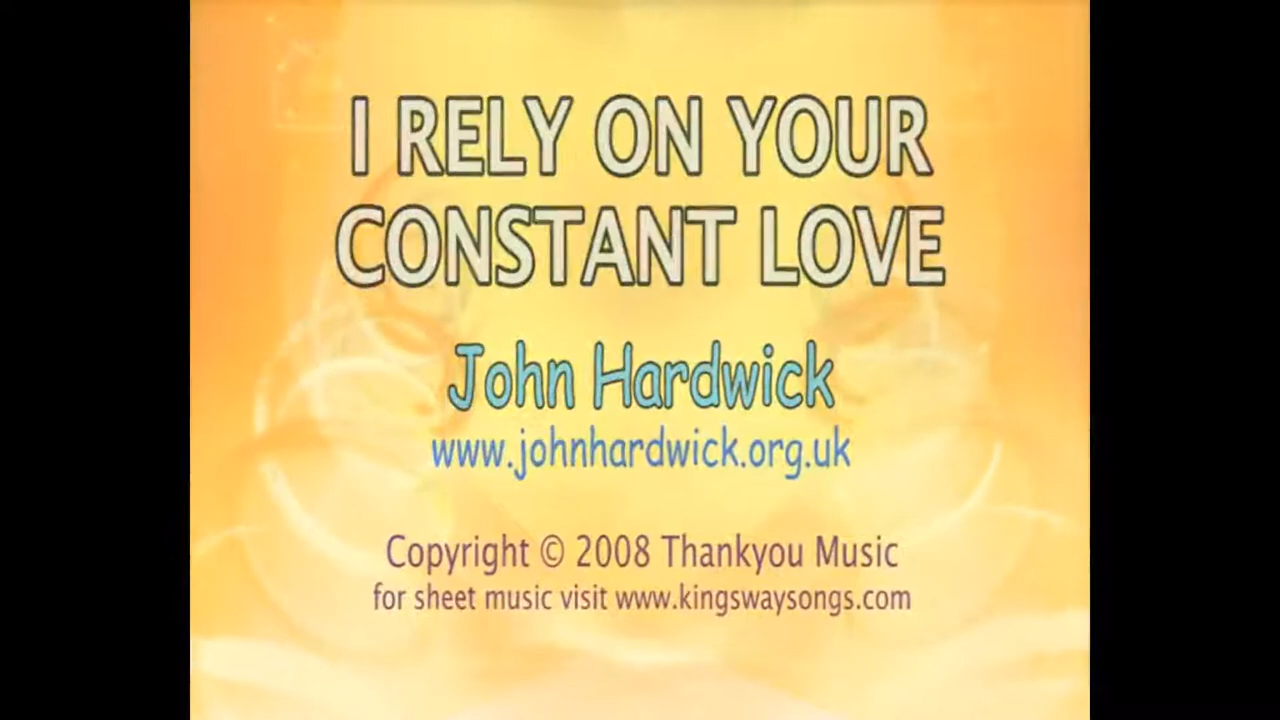 I RELY ON YOUR
CONSTANT LOVE
John Hardwick
www.johnhardwick.org.uk
Copyright © 2008 Thankyou Music
for sheet music visit www.kingswaysongs.com